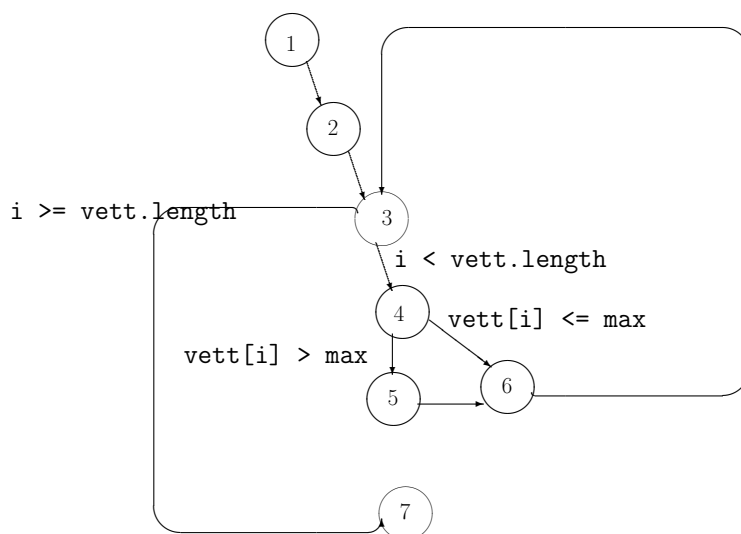 1
2
i >= vett.length
3
i < vett.length
4
vett[i] <= max
vett[i] > max
5
6
7